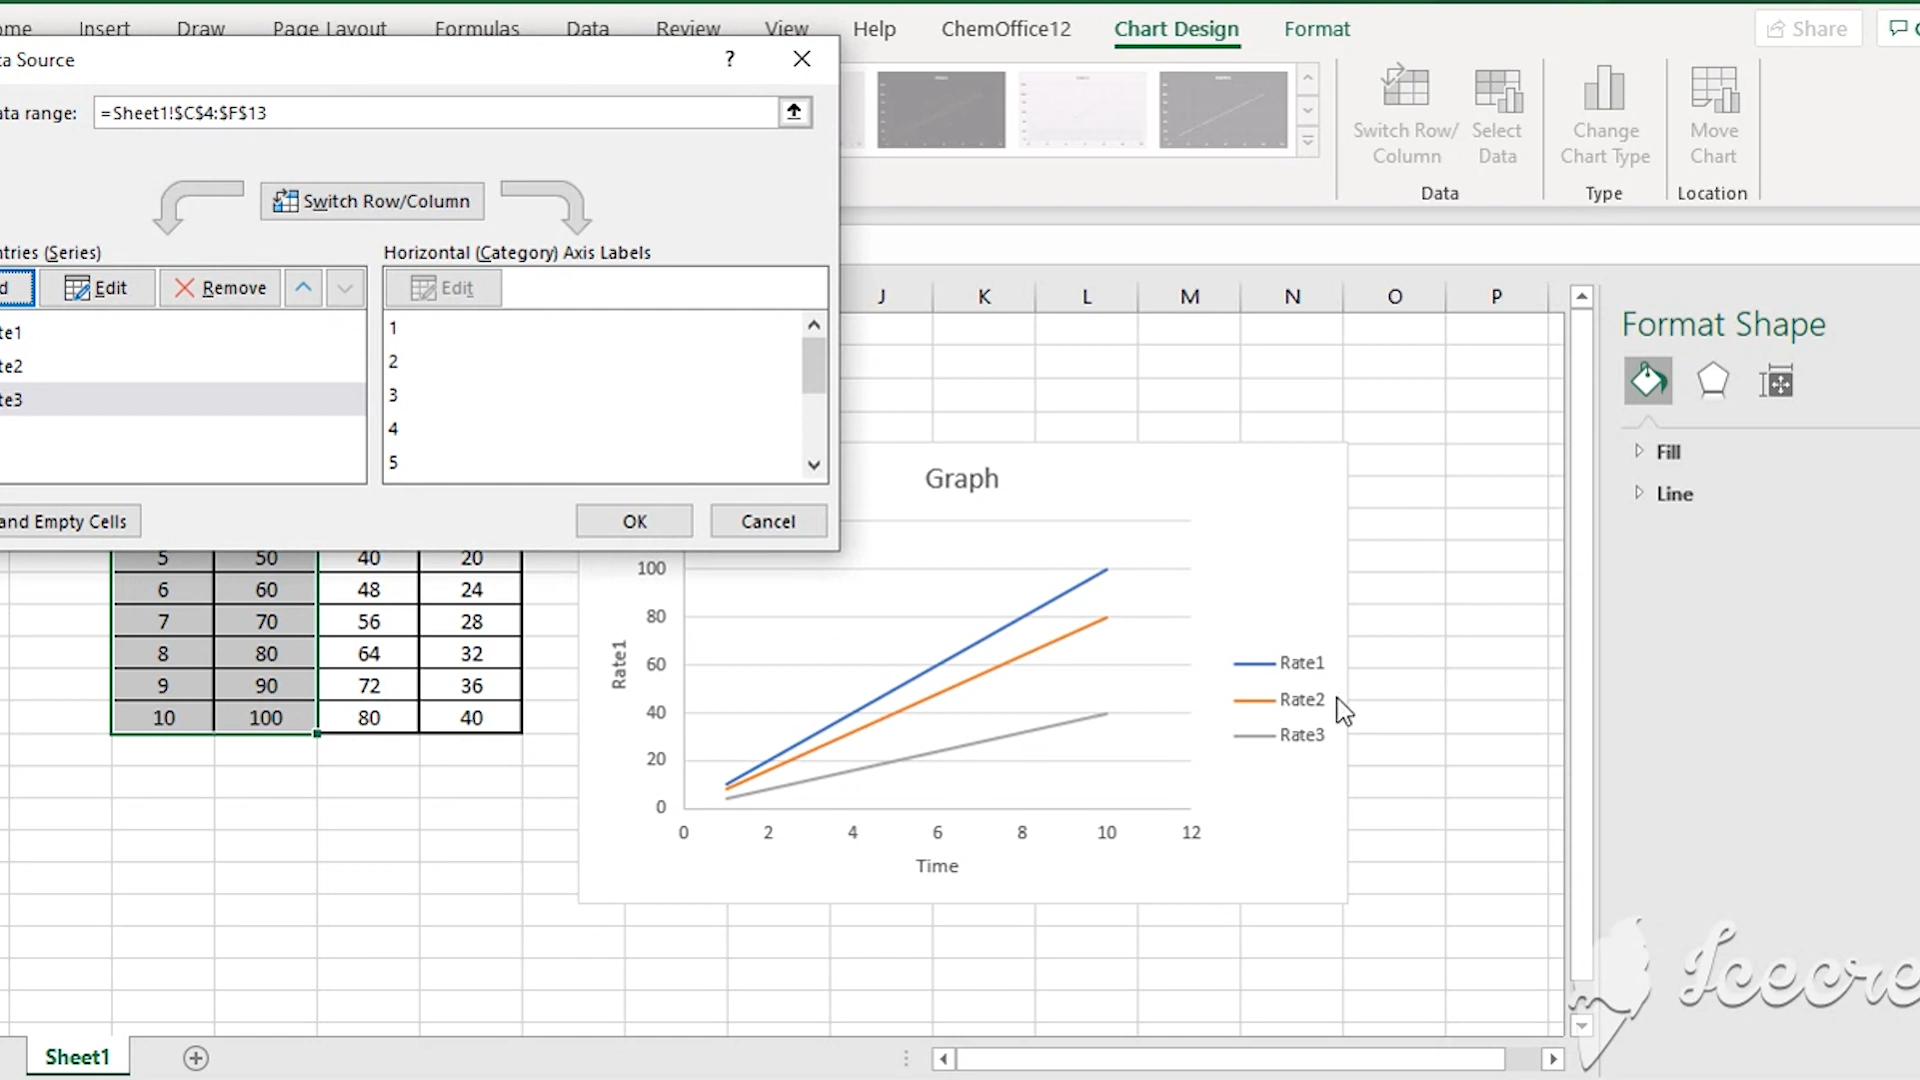 ome Insert Draw Page Layout Formulas Data Review View Help ChemOffice12 Chart Design Format Share
ta Source ?
ata range: =Sheet1!$C$4:$F$13
Switch Row/Column
ntries (Series)
d Edit Remove
te1
te2
te3
Horizontal (Category) Axis Labels
Edit
1
2
3
4
5
and Empty Cells OK Cancel
Switch Row/
Column
Select
Data
Data
Change
Chart Type
Type
Move
Chart
Location
J K L M N O P
5 50 40 20
6 60 48 24
7 70 56 28
8 80 64 32
9 90 72 36
10 100 80 40
Graph
100
80
60
40
20
0
Rate1
0 2 4 6 8 10 12
Time
Rate1
Rate2
Rate3
Format Shape
Fill
Line
Icecre
Sheet1